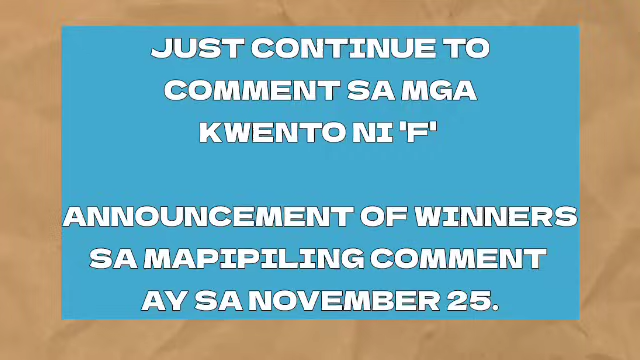 JUST CONTINUE TO
COMMENT SA MGA
KWENTO NI 'F'
ANNOUNCEMENT OF WINNERS
SA MAPIPILING COMMENT
AY SA NOVEMBER 25.